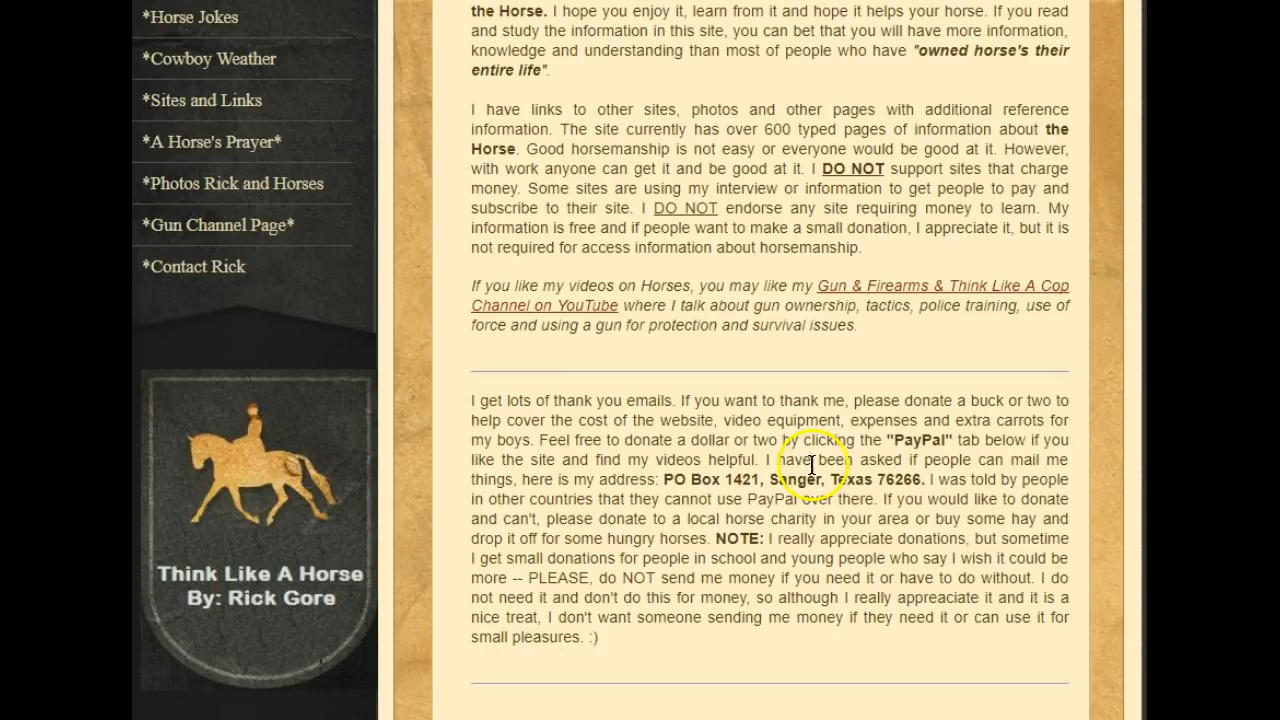 *Horse Jokes
*Cowboy Weather
*Sites and Links
*A Horse's Prayer*
*Photos Rick and Horses
*Gun Channel Page*
*Contact Rick
Think Like A Horse
By: Rick Gore
the Horse. I hope you enjoy it, learn from it and hope it helps your horse. If you read
and study the information in this site, you can bet that you will have more information,
knowledge and understanding than most of people who have "owned horse's their
entire life".
I have links to other sites, photos and other pages with additional reference
information. The site currently has over 600 typed pages of information about the
Horse. Good horsemanship is not easy or everyone would be good at it. However,
with work anyone can get it and be good at it. I DO NOT support sites that charge
money. Some sites are using my interview or information to get people to pay and
subscribe to their site. I DO NOT endorse any site requiring money to learn. My
information is free and if people want to make a small donation, I appreciate it, but it is
not required for access information about horsemanship.
If you like my videos on Horses, you may like my Gun & Firearms & Think Like A Cop
Channel on YouTube where I talk about gun ownership, tactics, police training, use of
force and using a gun for protection and survival issues.
I get lots of thank you emails. If you want to thank me, please donate a buck or two to
help cover the cost of the website, video equipment, expenses and extra carrots for
my boys. Feel free to donate a dollar or two by clicking the "PayPal" tab below if you
like the site and find my videos helpful. I have been asked if people can mail me
things, here is my address: PO Box 1421, Sanger, Texas 76266. I was told by people
in other countries that they cannot use PayPal over there. If you would like to donate
and can't, please donate to a local horse charity in your area or buy some hay and
drop it off for some hungry horses. NOTE: I really appreciate donations, but sometime
I get small donations for people in school and young people who say I wish it could be
more -- PLEASE, do NOT send me money if you need it or have to do without. I do
not need it and don't do this for money, so although I really appreaciate it and it is a
nice treat, I don't want someone sending me money if they need it or can use it for
small pleasures. :)